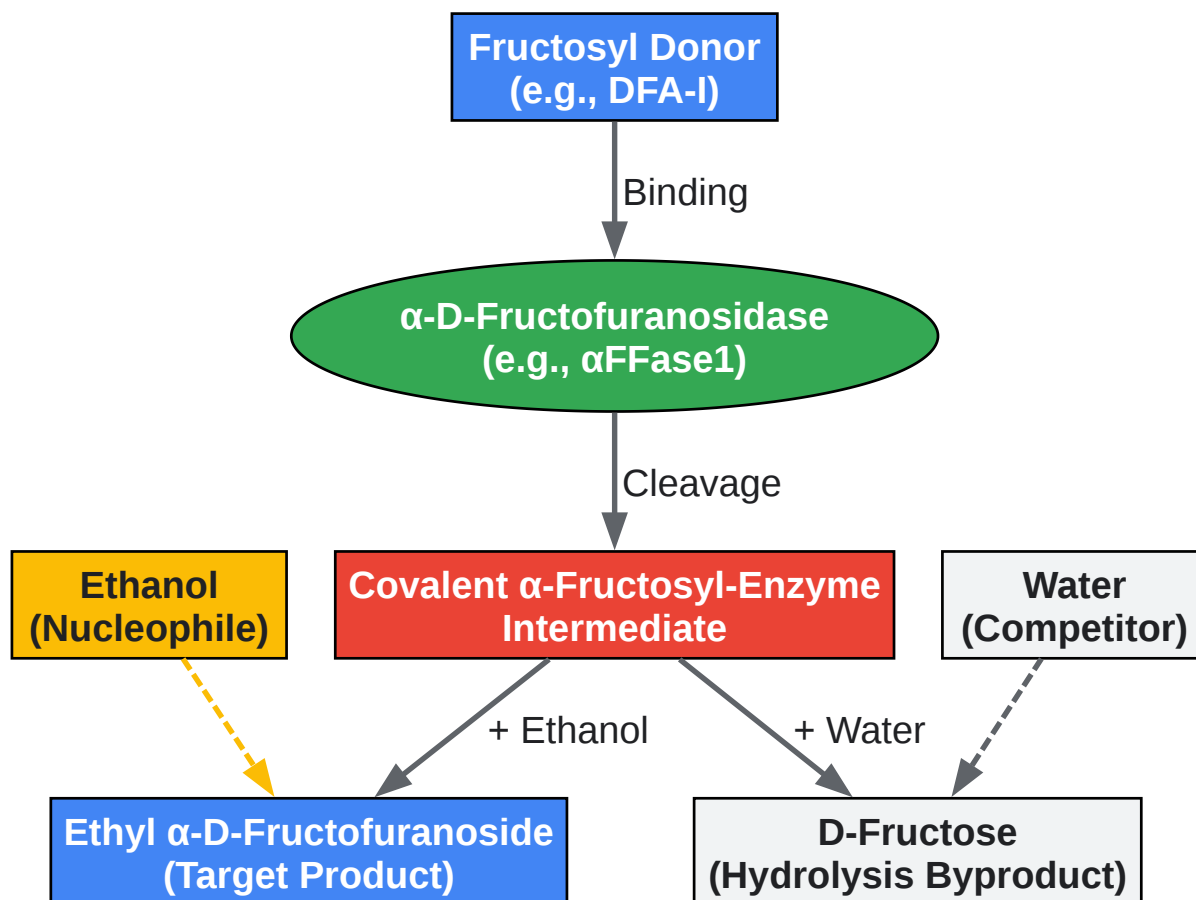 Fructosyl Donor
(e.g., DFA-I)
Binding
α-D-Fructofuranosidase
(e.g., αFFase1)
Cleavage
Ethanol
(Nucleophile)
Covalent α-Fructosyl-Enzyme
Intermediate
Water
(Competitor)
+ Ethanol
+ Water
Ethyl α-D-Fructofuranoside
(Target Product)
D-Fructose
(Hydrolysis Byproduct)